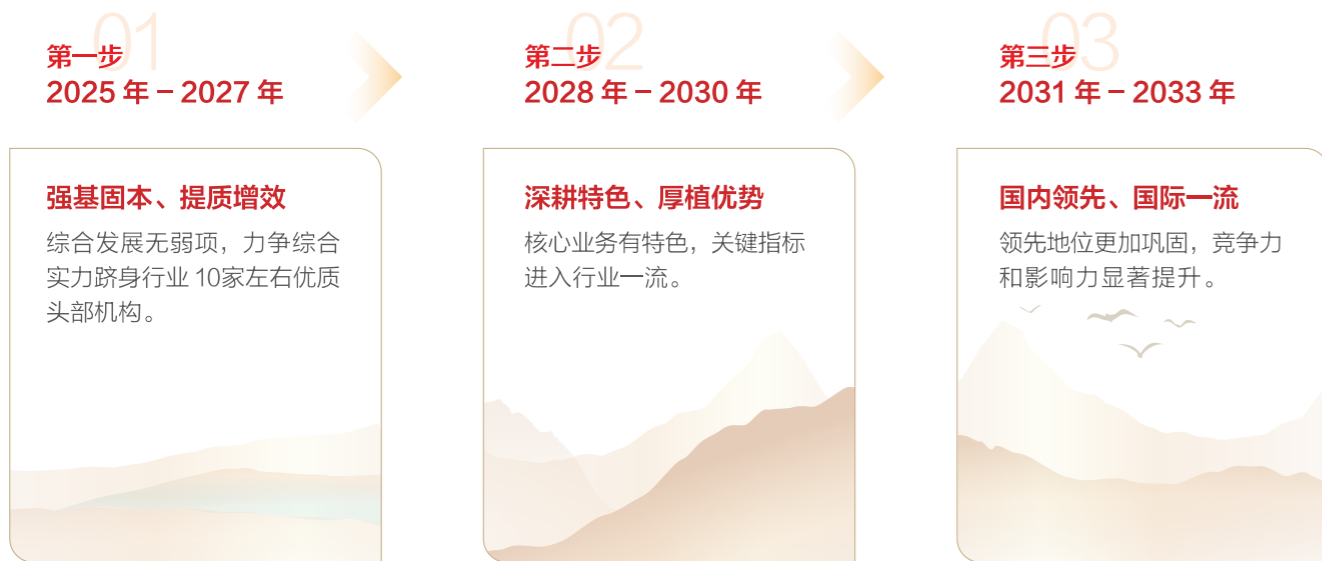 01
第一步
2025 年 – 2027 年
强基固本、提质增效
综合发展无弱项，力争综合
实力跻身行业 10家左右优质
头部机构。
02
第二步
2028 年 – 2030 年
深耕特色、厚植优势
核心业务有特色，关键指标
进入行业一流。
03
第三步
2031 年 – 2033 年
国内领先、国际一流
领先地位更加巩固，竞争力
和影响力显著提升。